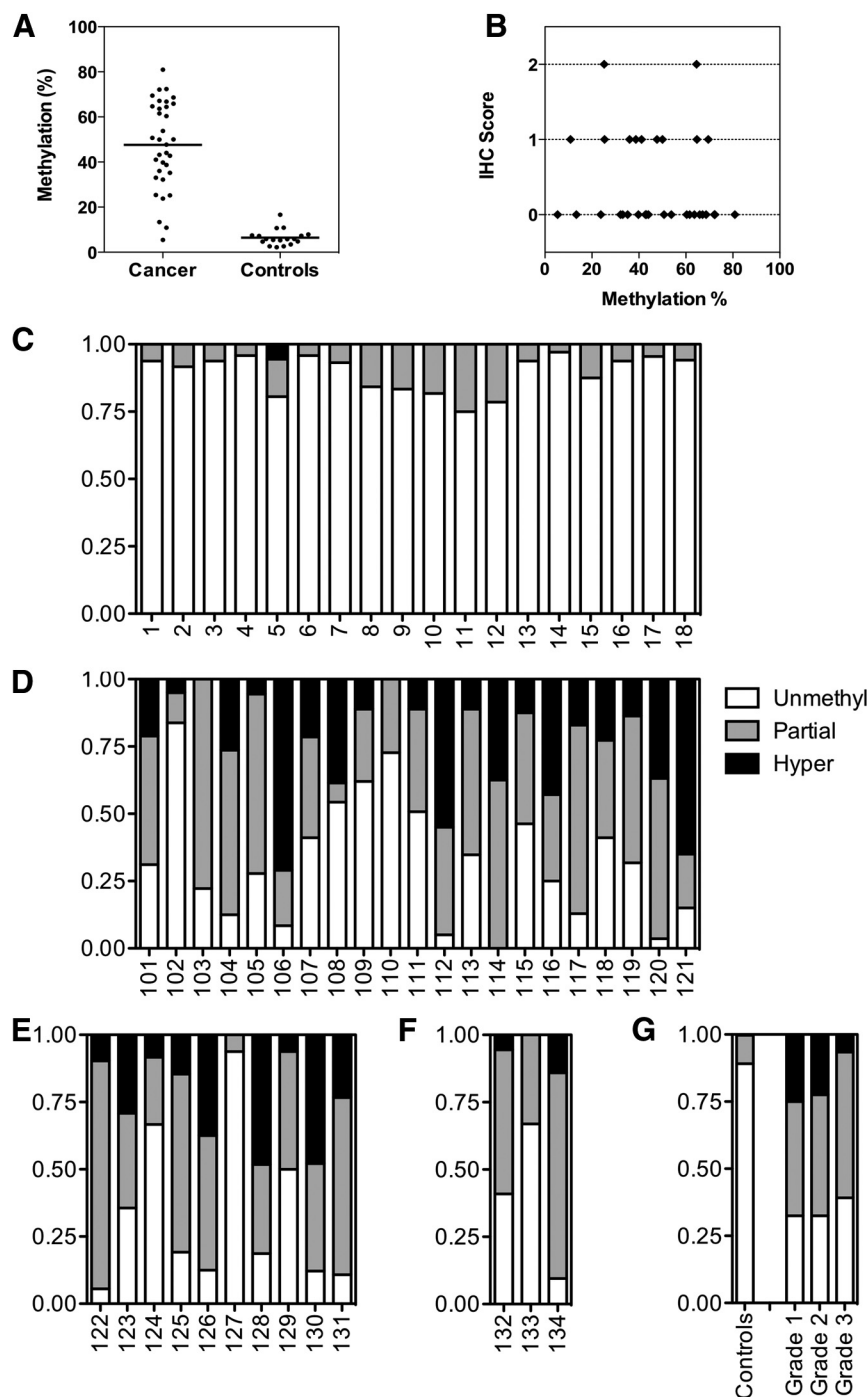 A
Methylation (%)
100
80
60
40
20
0
Cancer Controls
B
IHC Score
2
1
0
0 20 40 60 80 100
Methylation %
C
1.00
0.75
0.50
0.25
0.00
1 2 3 4 5 6 7 8 9 10 11 12 13 14 15 16 17 18
D
1.00
0.75
0.50
0.25
0.00
101 102 103 104 105 106 107 108 109 110 111 112 113 114 115 116 117 118 119 120 121
Unmethyl
Partial
Hyper
E
1.00
0.75
0.50
0.25
0.00
122 123 124 125 126 127 128 129 130 131
F
1.00
0.75
0.50
0.25
0.00
132 133 134
G
1.00
0.75
0.50
0.25
0.00
Controls Grade 1 Grade 2 Grade 3